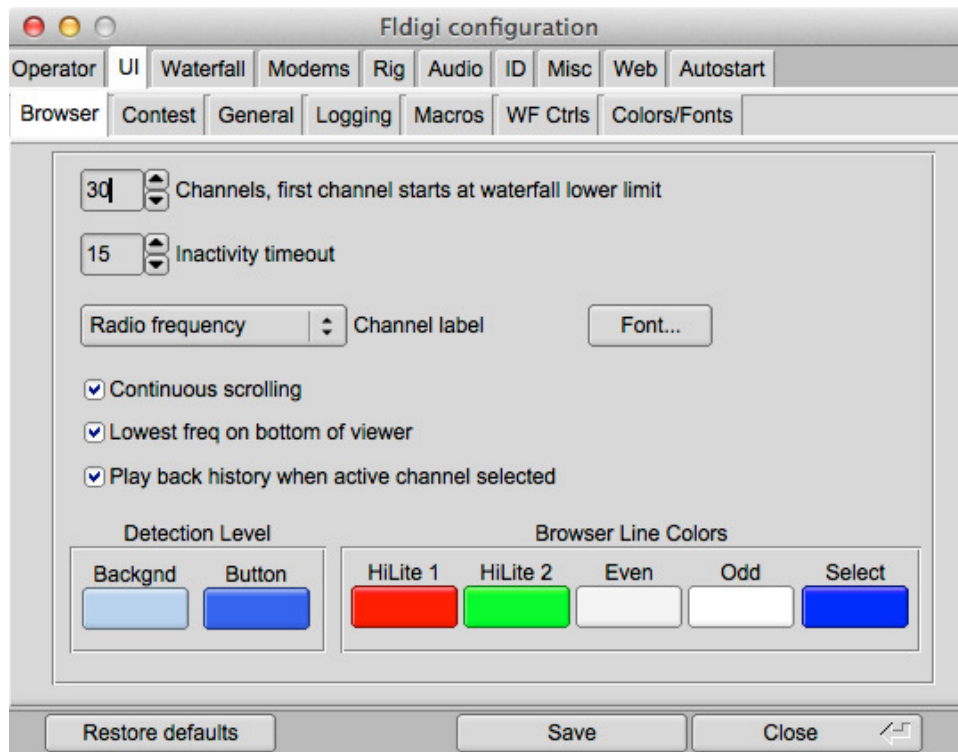 Fldigi configuration
Operator UI Waterfall Modems Rig Audio ID Misc Web Autostart
Browser Contest General Logging Macros WF Ctrls Colors/Fonts
30 Channels, first channel starts at waterfall lower limit
15 Inactivity timeout
Radio frequency Channel label Font...
Continuous scrolling
Lowest freq on bottom of viewer
Play back history when active channel selected
Detection Level Browser Line Colors
Backgnd Button HiLite 1 HiLite 2 Even Odd Select
Restore defaults Save Close